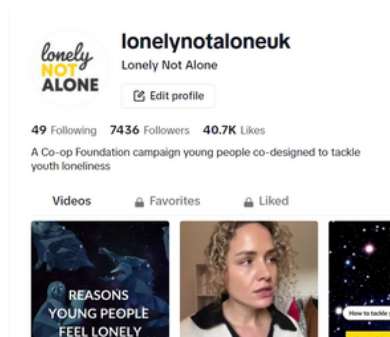 lonely
NOT
ALONE
lonelynotaloneuk
Lonely Not Alone
Edit profile
49 Following 7436 Followers 40.7K Likes
A Co-op Foundation campaign young people co-designed to tackle
youth loneliness
Videos Favorites Liked
REASONS
YOUNG PEOPLE
FEEL LONELY
How to tackle